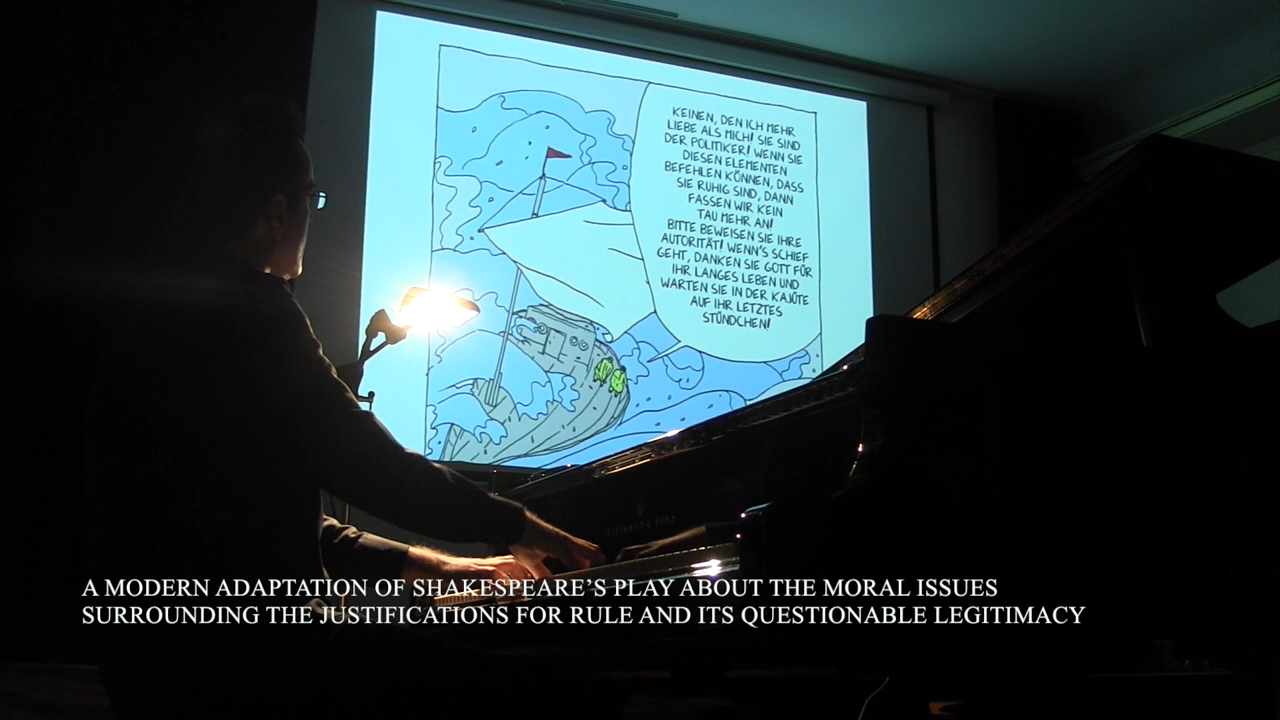 KEINEN, DEN ICH MEHR
LIEBE ALS MICH! SIE SIND
DER POLITIKER! WENN SIE
DIESEN ELEMENTEN
BEFEHLEN KÖNNEN, DASS
SIE RUHIG SIND, DANN
FASSEN WIR KEIN
TAU MEHR AN!
BITTE BEWEISEN SIE IHRE
AUTORITÄT! WENN'S SCHIEF
GEHT, DANKEN SIE GOTT FÜR
IHR LANGES LEBEN UND
WARTEN SIE IN DER KAJÜTE
AUF IHR LETZTES
STÜNDCHEN!
STEINWAY & SONS
A MODERN ADAPTATION OF SHAKESPEARE’S PLAY ABOUT THE MORAL ISSUES
SURROUNDING THE JUSTIFICATIONS FOR RULE AND ITS QUESTIONABLE LEGITIMACY